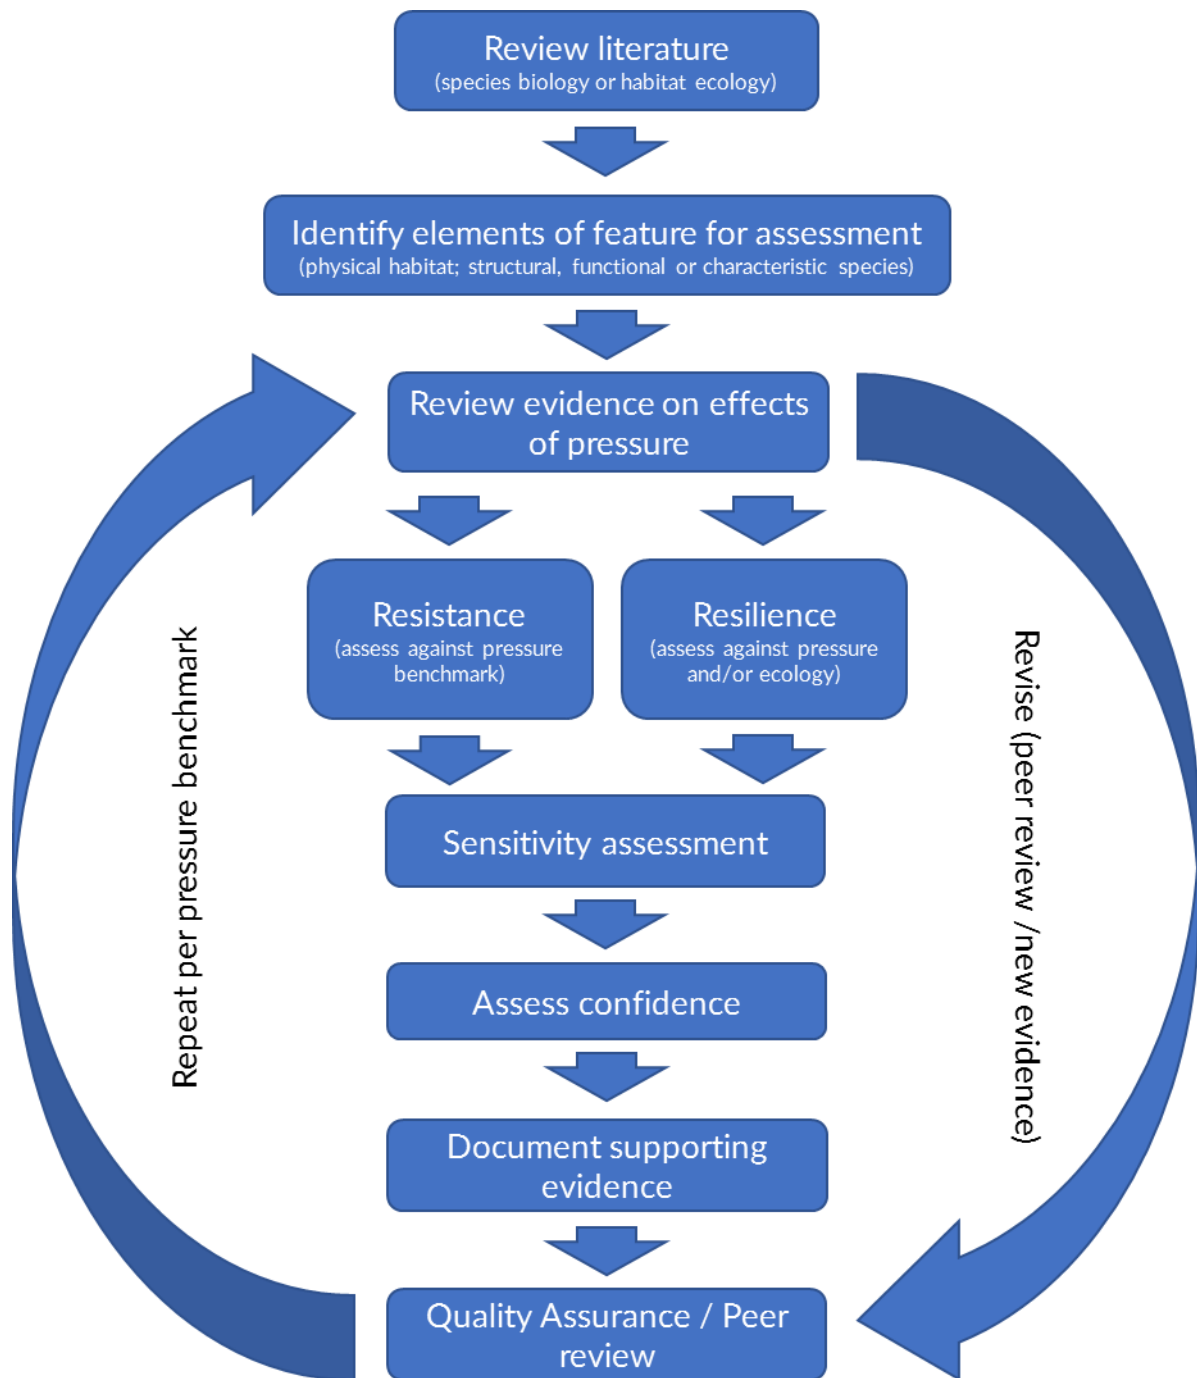 Review literature
(species biology or habitat ecology)
Identify elements of feature for assessment
(physical habitat; structural, functional or characteristic species)
Review evidence on effects
of pressure
Resistance
(assess against pressure
benchmark)
Resilience
(assess against pressure
and/or ecology)
Sensitivity assessment
Assess confidence
Document supporting
evidence
Quality Assurance / Peer
review
Repeat per pressure benchmark
Revise (peer review /new evidence)